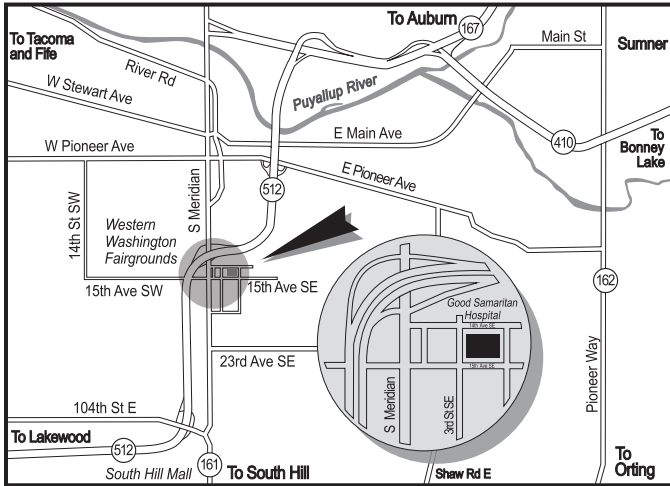 To Auburn
167
To Tacoma
and Fife
Main St
Sumner
River Rd
W Stewart Ave
Puyallup River
E Main Ave
W Pioneer Ave
410
To
Bonney
Lake
E Pioneer Ave
512
S Meridian
14th St SW
Western
Washington
Fairgrounds
15th Ave SW
15th Ave SE
162
Good Samaritan
Hospital
14th Ave SE
15th Ave SE
S Meridian
3rd St SE
23rd Ave SE
Pioneer Way
104th St E
To Lakewood
512
South Hill Mall
161
To South Hill
Shaw Rd E
To
Orting